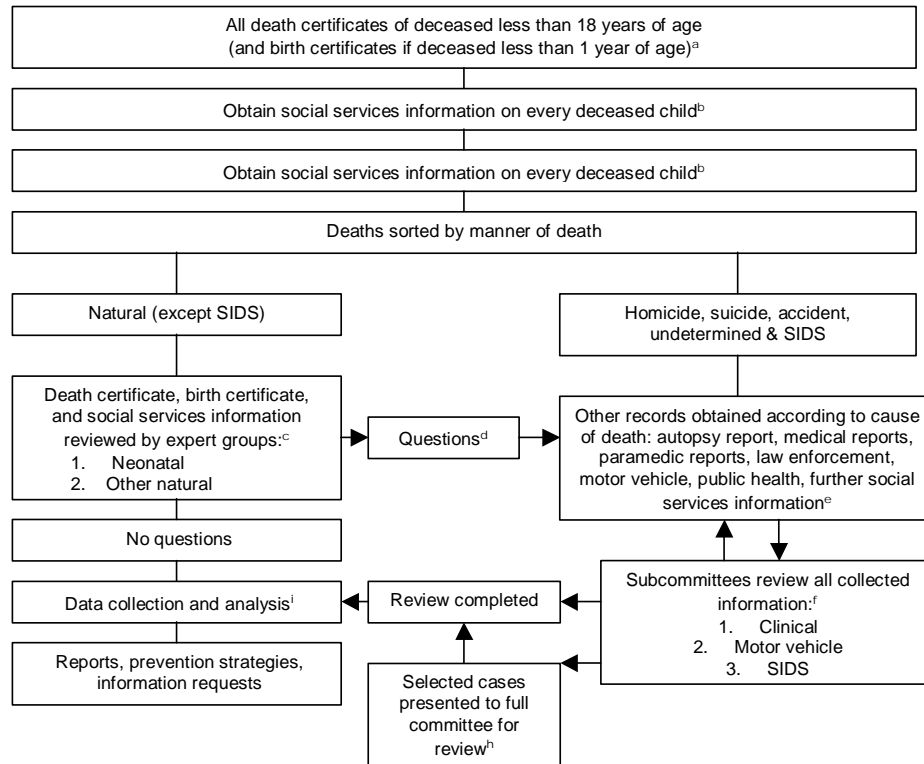 All death certificates of deceased less than 18 years of age
(and birth certificates if deceased less than 1 year of age)ᵃ
Obtain social services information on every deceased childᵇ
Obtain social services information on every deceased childᵇ
Deaths sorted by manner of death
Natural (except SIDS)
Homicide, suicide, accident,
undetermined & SIDS
Death certificate, birth certificate,
and social services information
reviewed by expert groups:ᶜ
1. Neonatal
2. Other natural
Questionsᵈ
Other records obtained according to cause
of death: autopsy report, medical reports,
paramedic reports, law enforcement,
motor vehicle, public health, further social
services informationᵉ
No questions
Data collection and analysisⁱ
Review completed
Subcommittees review all collected
information:ᶠ
1. Clinical
2. Motor vehicle
3. SIDS
Reports, prevention strategies,
information requests
Selected cases
presented to full
committee for
reviewʰ